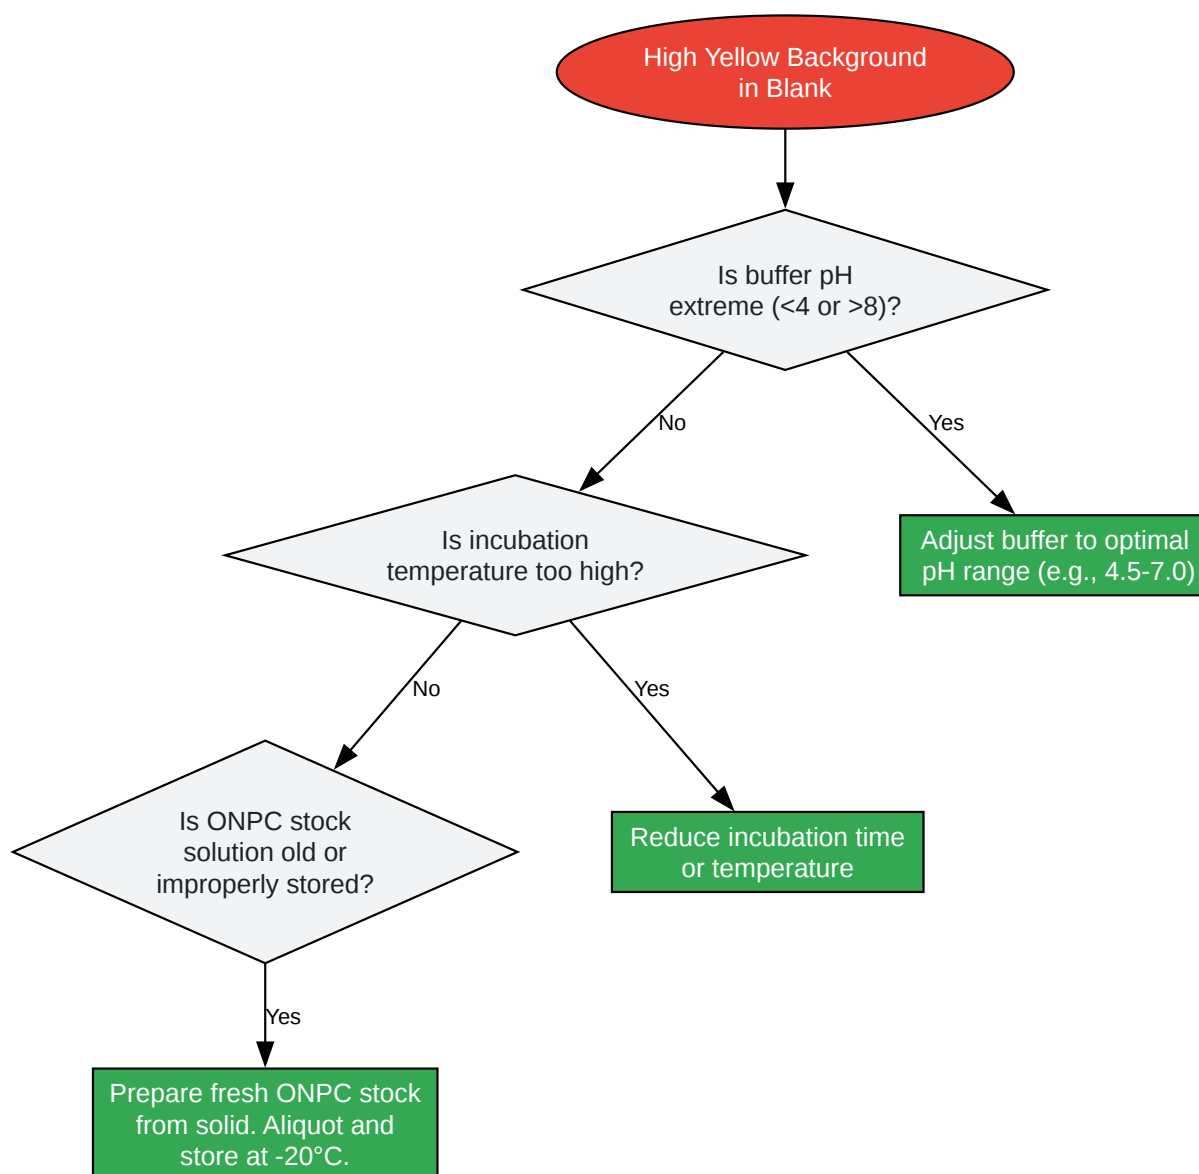 High Yellow Background
in Blank
Is buffer pH
extreme (<4 or >8)?
No
Yes
Is incubation
temperature too high?
Adjust buffer to optimal
pH range (e.g., 4.5-7.0)
No
Yes
Is ONPC stock
solution old or
improperly stored?
Reduce incubation time
or temperature
Yes
Prepare fresh ONPC stock
from solid. Aliquot and
store at -20°C.